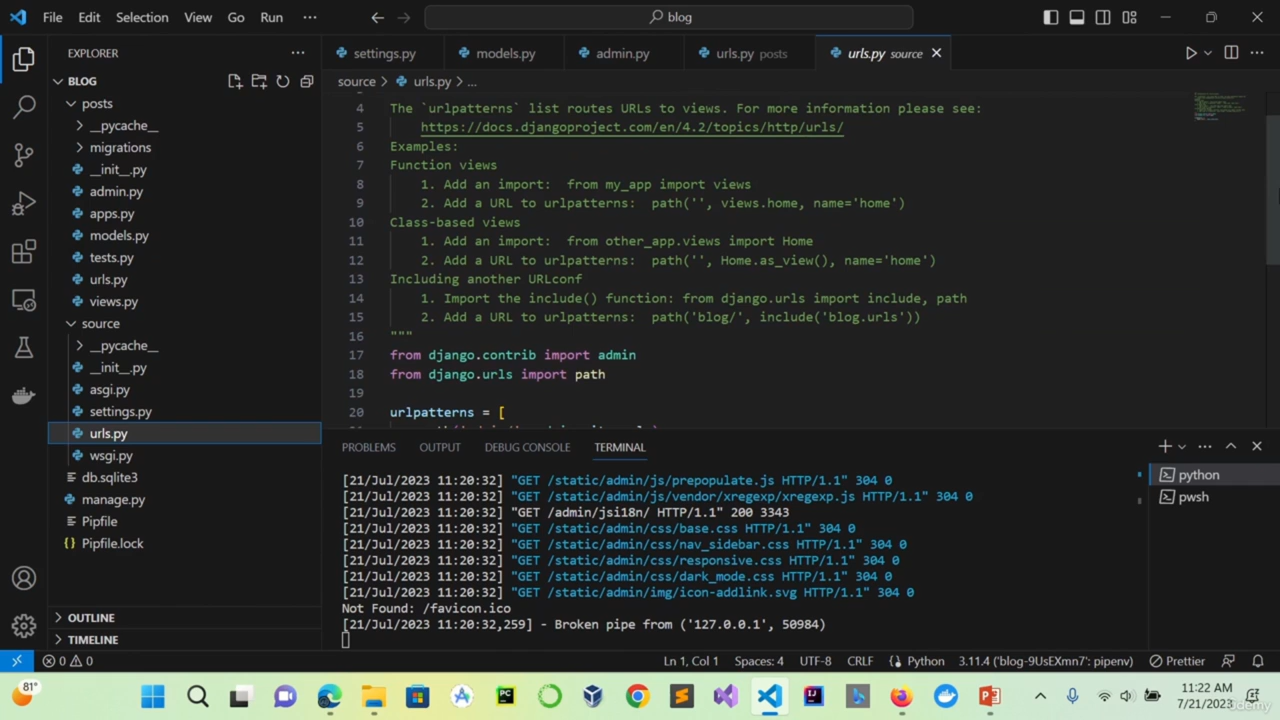 File Edit Selection View Go Run ...
blog
EXPLORER
BLOG
posts
__pycache__
migrations
__init__.py
admin.py
apps.py
models.py
tests.py
urls.py
views.py
source
__pycache__
__init__.py
asgi.py
settings.py
urls.py
wsgi.py
db.sqlite3
manage.py
Pipfile
{} Pipfile.lock
OUTLINE
TIMELINE
settings.py models.py admin.py urls.py posts urls.py source
source > urls.py > ...
4 The `urlpatterns` list routes URLs to views. For more information please see:
5 https://docs.djangoproject.com/en/4.2/topics/http/urls/
6 Examples:
7 Function views
8 1. Add an import:  from my_app import views
9 2. Add a URL to urlpatterns:  path('', views.home, name='home')
10 Class-based views
11 1. Add an import:  from other_app.views import Home
12 2. Add a URL to urlpatterns:  path('', Home.as_view(), name='home')
13 Including another URLconf
14 1. Import the include() function: from django.urls import include, path
15 2. Add a URL to urlpatterns:  path('blog/', include('blog.urls'))
16 """
17 from django.contrib import admin
18 from django.urls import path
19
20 urlpatterns = [
PROBLEMS OUTPUT DEBUG CONSOLE TERMINAL
[21/Jul/2023 11:20:32] "GET /static/admin/js/prepopulate.js HTTP/1.1" 304 0
[21/Jul/2023 11:20:32] "GET /static/admin/js/vendor/xregexp/xregexp.js HTTP/1.1" 304 0
[21/Jul/2023 11:20:32] "GET /admin/jsi18n/ HTTP/1.1" 200 3343
[21/Jul/2023 11:20:32] "GET /static/admin/css/base.css HTTP/1.1" 304 0
[21/Jul/2023 11:20:32] "GET /static/admin/css/nav_sidebar.css HTTP/1.1" 304 0
[21/Jul/2023 11:20:32] "GET /static/admin/css/responsive.css HTTP/1.1" 304 0
[21/Jul/2023 11:20:32] "GET /static/admin/css/dark_mode.css HTTP/1.1" 304 0
[21/Jul/2023 11:20:32] "GET /static/admin/img/icon-addlink.svg HTTP/1.1" 304 0
Not Found: /favicon.ico
[21/Jul/2023 11:20:32,259] - Broken pipe from ('127.0.0.1', 50984)
python
pwsh
0 0 Ln 1, Col 1 Spaces: 4 UTF-8 CRLF Python 3.11.4 ('blog-9UsEXmn7': pipenv) Prettier
81°
PC
IJ
11:22 AM
7/21/2023
Udemy